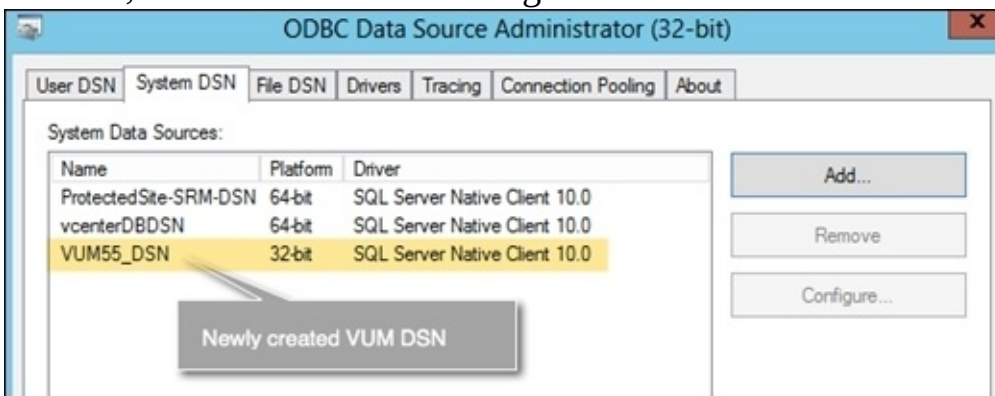 ODBC Data Source Administrator (32-bit)
x
User DSN System DSN File DSN Drivers Tracing Connection Pooling About
System Data Sources:
Name Platform Driver
ProtectedSite-SRM-DSN 64-bit SQL Server Native Client 10.0
vcenterDBDSN 64-bit SQL Server Native Client 10.0
VUM55_DSN 32-bit SQL Server Native Client 10.0
Add...
Remove
Configure...
Newly created VUM DSN